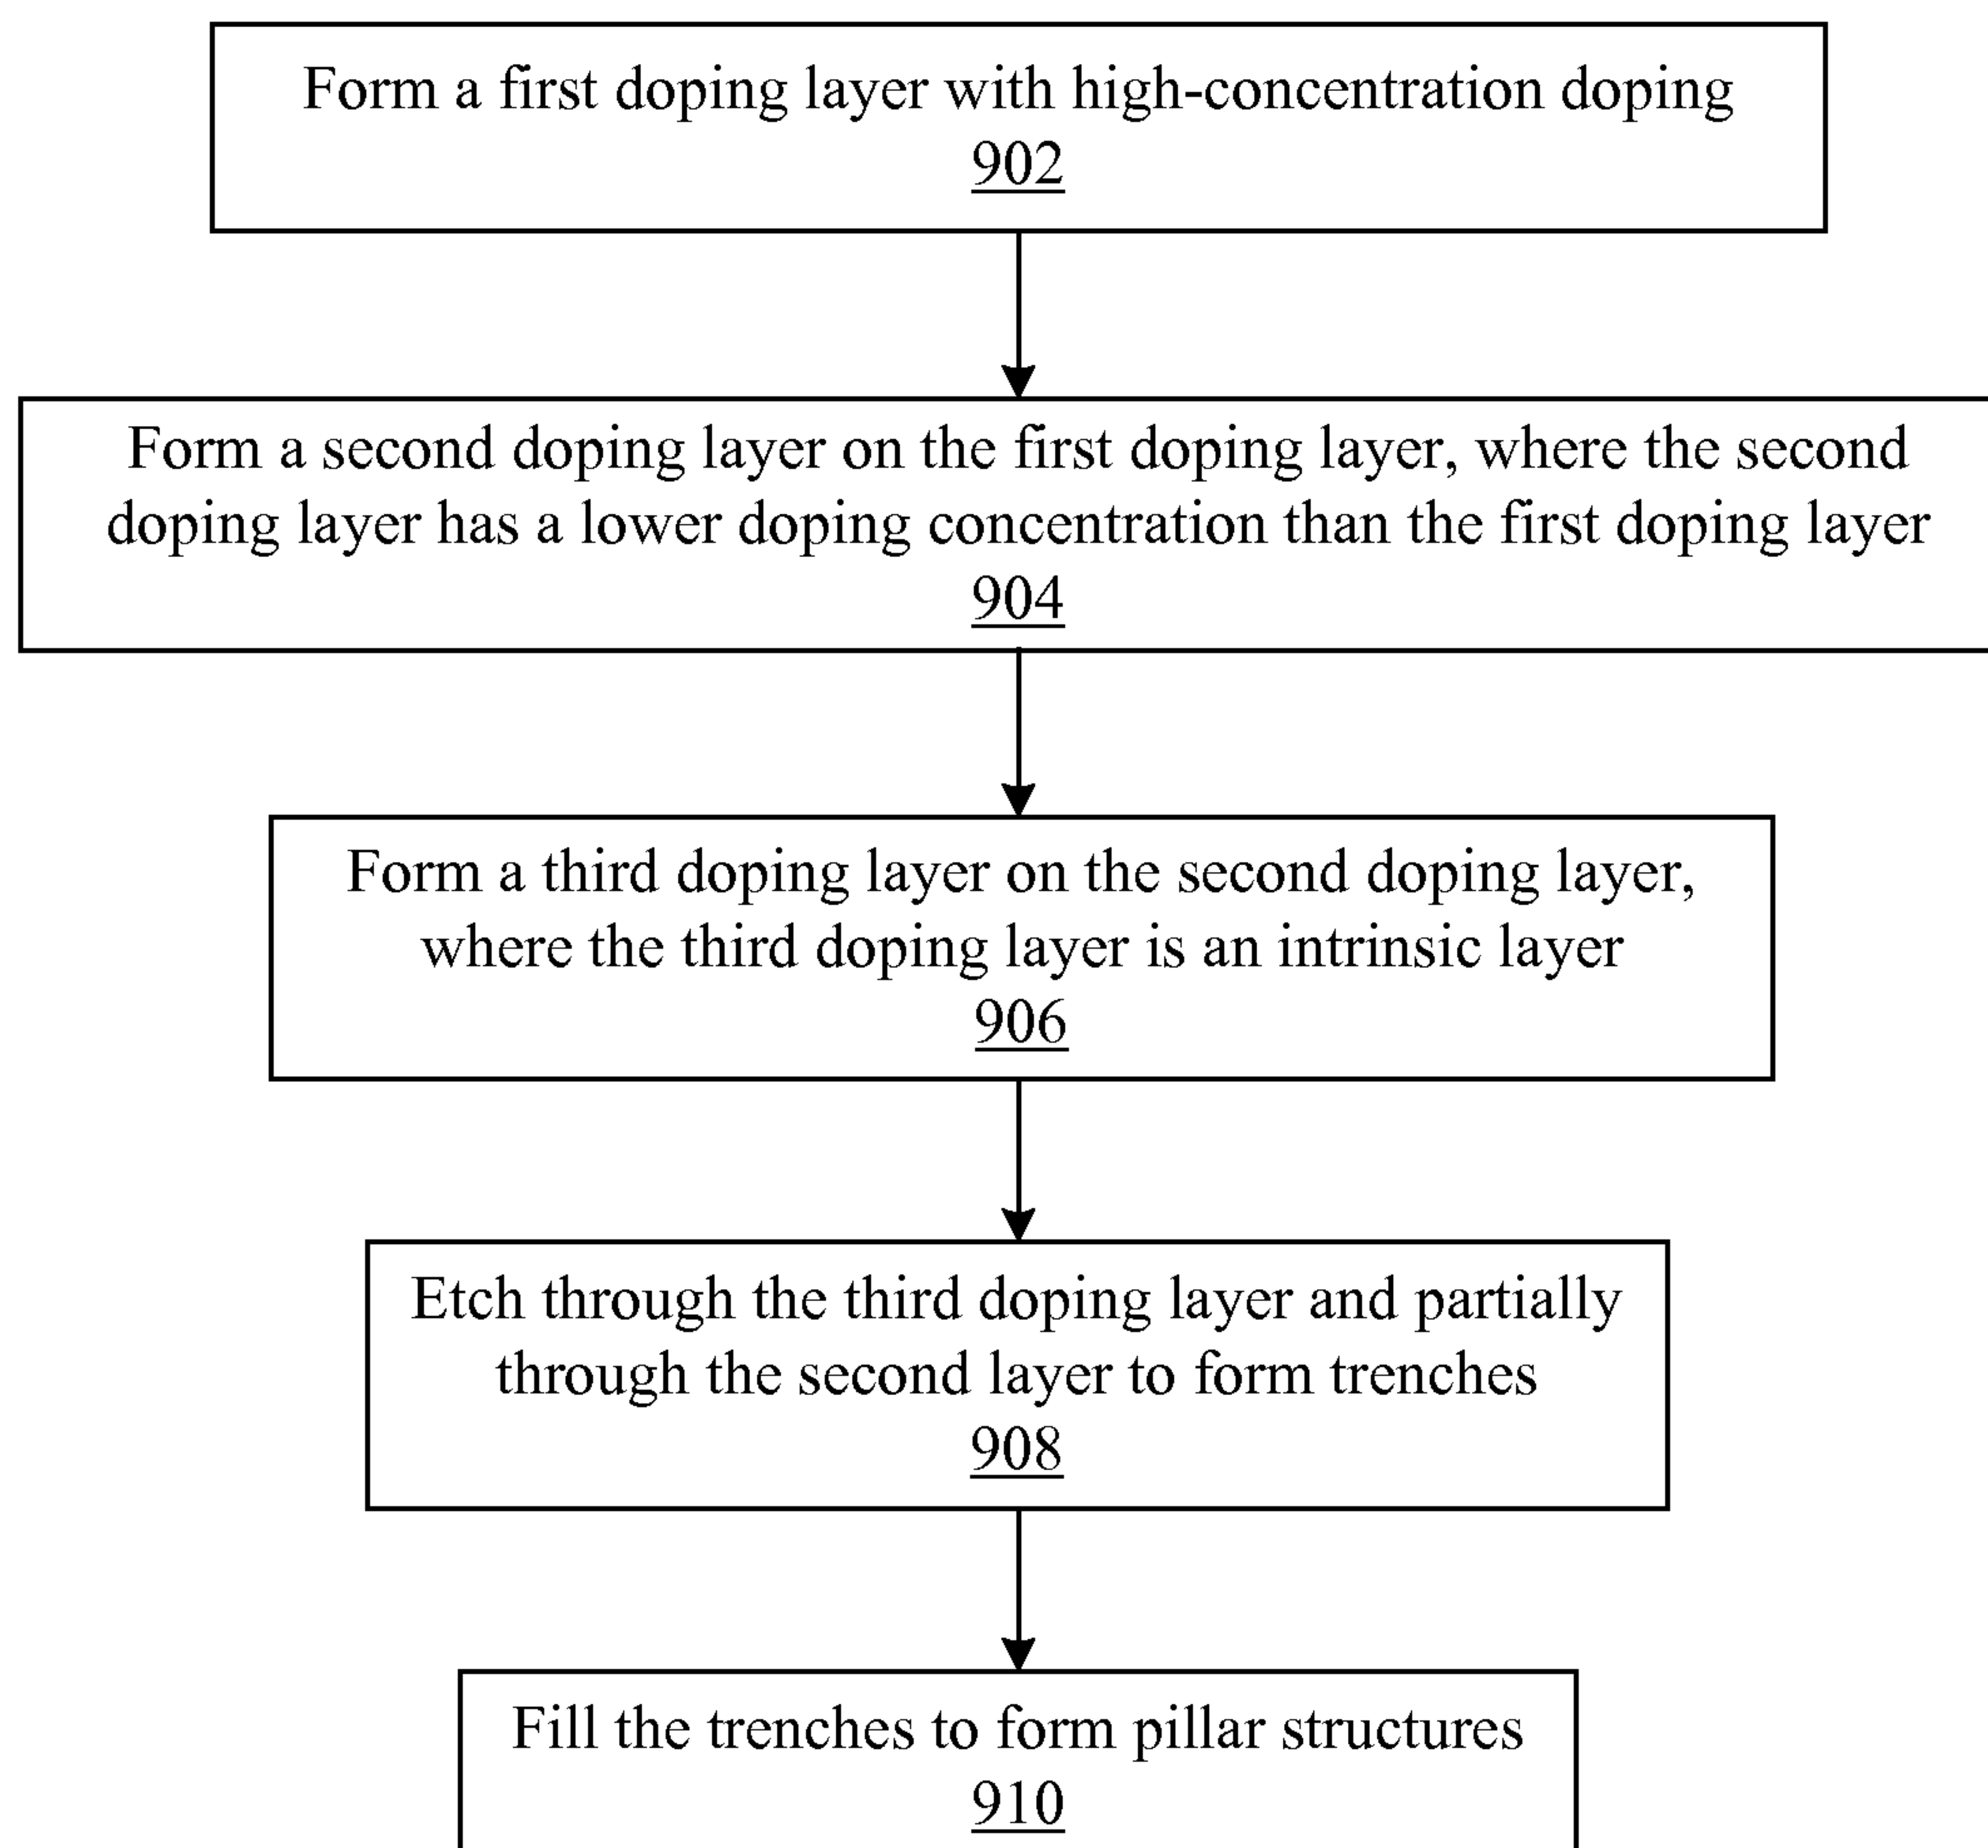 Form a first doping layer with high-concentration doping
902
Form a second doping layer on the first doping layer, where the second
doping layer has a lower doping concentration than the first doping layer
904
Form a third doping layer on the second doping layer,
where the third doping layer is an intrinsic layer
906
Etch through the third doping layer and partially
through the second layer to form trenches
908
Fill the trenches to form pillar structures
910